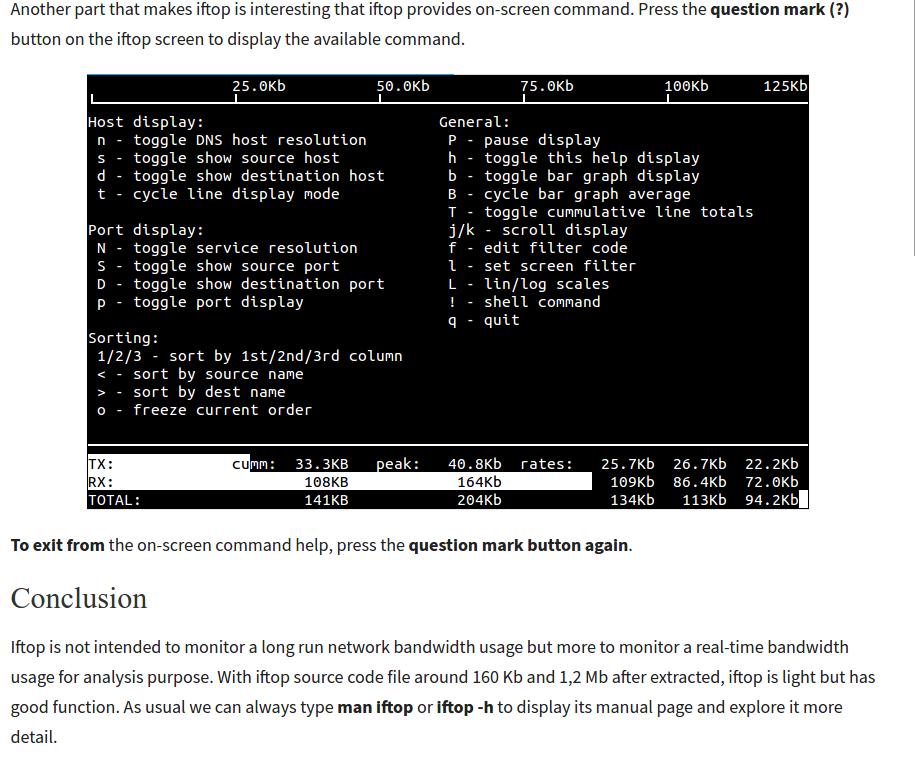 Another part that makes iftop is interesting that iftop provides on-screen command. Press the question mark (?)
button on the iftop screen to display the available command.
25.0Kb 50.0Kb 75.0Kb 100Kb 125Kb
Host display:
n - toggle DNS host resolution
s - toggle show source host
d - toggle show destination host
t - cycle line display mode
Port display:
N - toggle service resolution
S - toggle show source port
D - toggle show destination port
p - toggle port display
Sorting:
1/2/3 - sort by 1st/2nd/3rd column
< - sort by source name
> - sort by dest name
o - freeze current order
General:
P - pause display
h - toggle this help display
b - toggle bar graph display
B - cycle bar graph average
T - toggle cummulative line totals
j/k - scroll display
f - edit filter code
l - set screen filter
L - lin/log scales
! - shell command
q - quit
TX: cumm: 33.3KB peak: 40.8Kb rates: 25.7Kb 26.7Kb 22.2Kb
RX: 108KB 164Kb 109Kb 86.4Kb 72.0Kb
TOTAL: 141KB 204Kb 134Kb 113Kb 94.2Kb
To exit from the on-screen command help, press the question mark button again.
Conclusion
Iftop is not intended to monitor a long run network bandwidth usage but more to monitor a real-time bandwidth
usage for analysis purpose. With iftop source code file around 160 Kb and 1,2 Mb after extracted, iftop is light but has
good function. As usual we can always type man iftop or iftop -h to display its manual page and explore it more
detail.